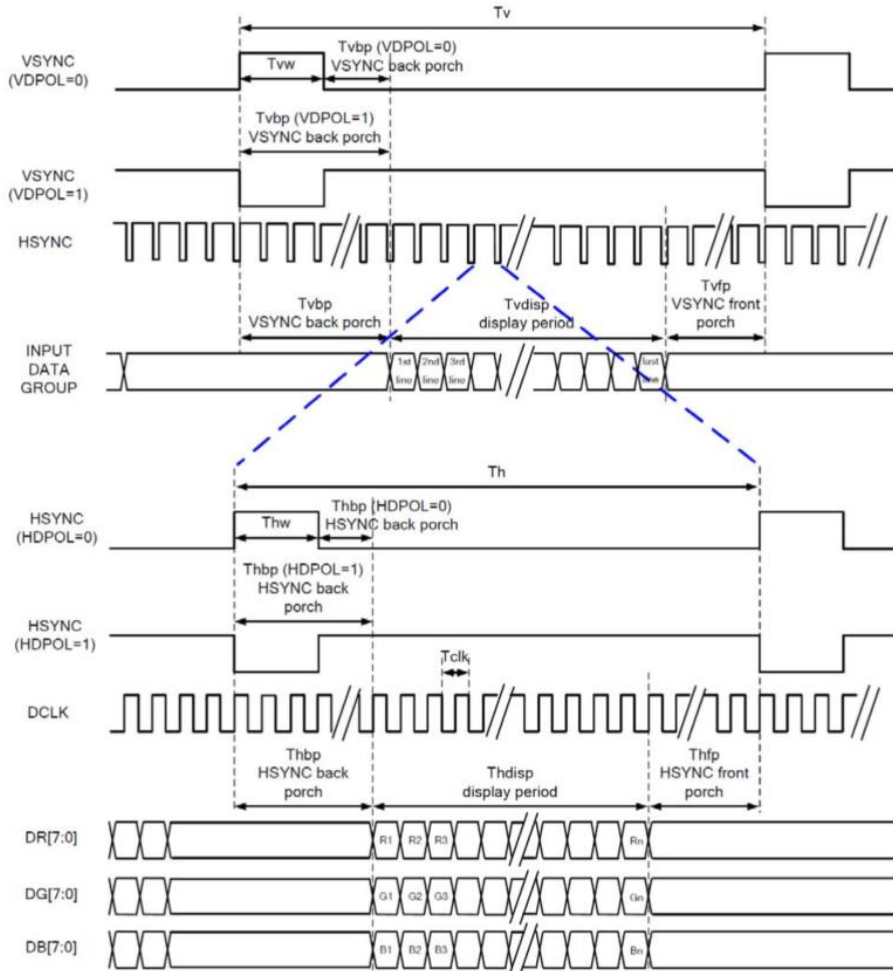 Tv
VSYNC
(VDPOL=0)
Tvw
Tvbp (VDPOL=0)
VSYNC back porch
Tvbp (VDPOL=1)
VSYNC back porch
VSYNC
(VDPOL=1)
HSYNC
Tvbp
VSYNC back porch
Tvdisp
display period
Tvfp
VSYNC front
porch
INPUT
DATA
GROUP
1st
line
2nd
line
3rd
line
last
line
Th
HSYNC
(HDPOL=0)
Thw
Thbp (HDPOL=0)
HSYNC back porch
Thbp (HDPOL=1)
HSYNC back
porch
HSYNC
(HDPOL=1)
Tclk
DCLK
Thbp
HSYNC back
porch
Thdisp
display period
Thfp
HSYNC front
porch
DR[7:0]
R1 R2 R3 Rn
DG[7:0]
G1 G2 G3 Gn
DB[7:0]
B1 B2 B3 Bn